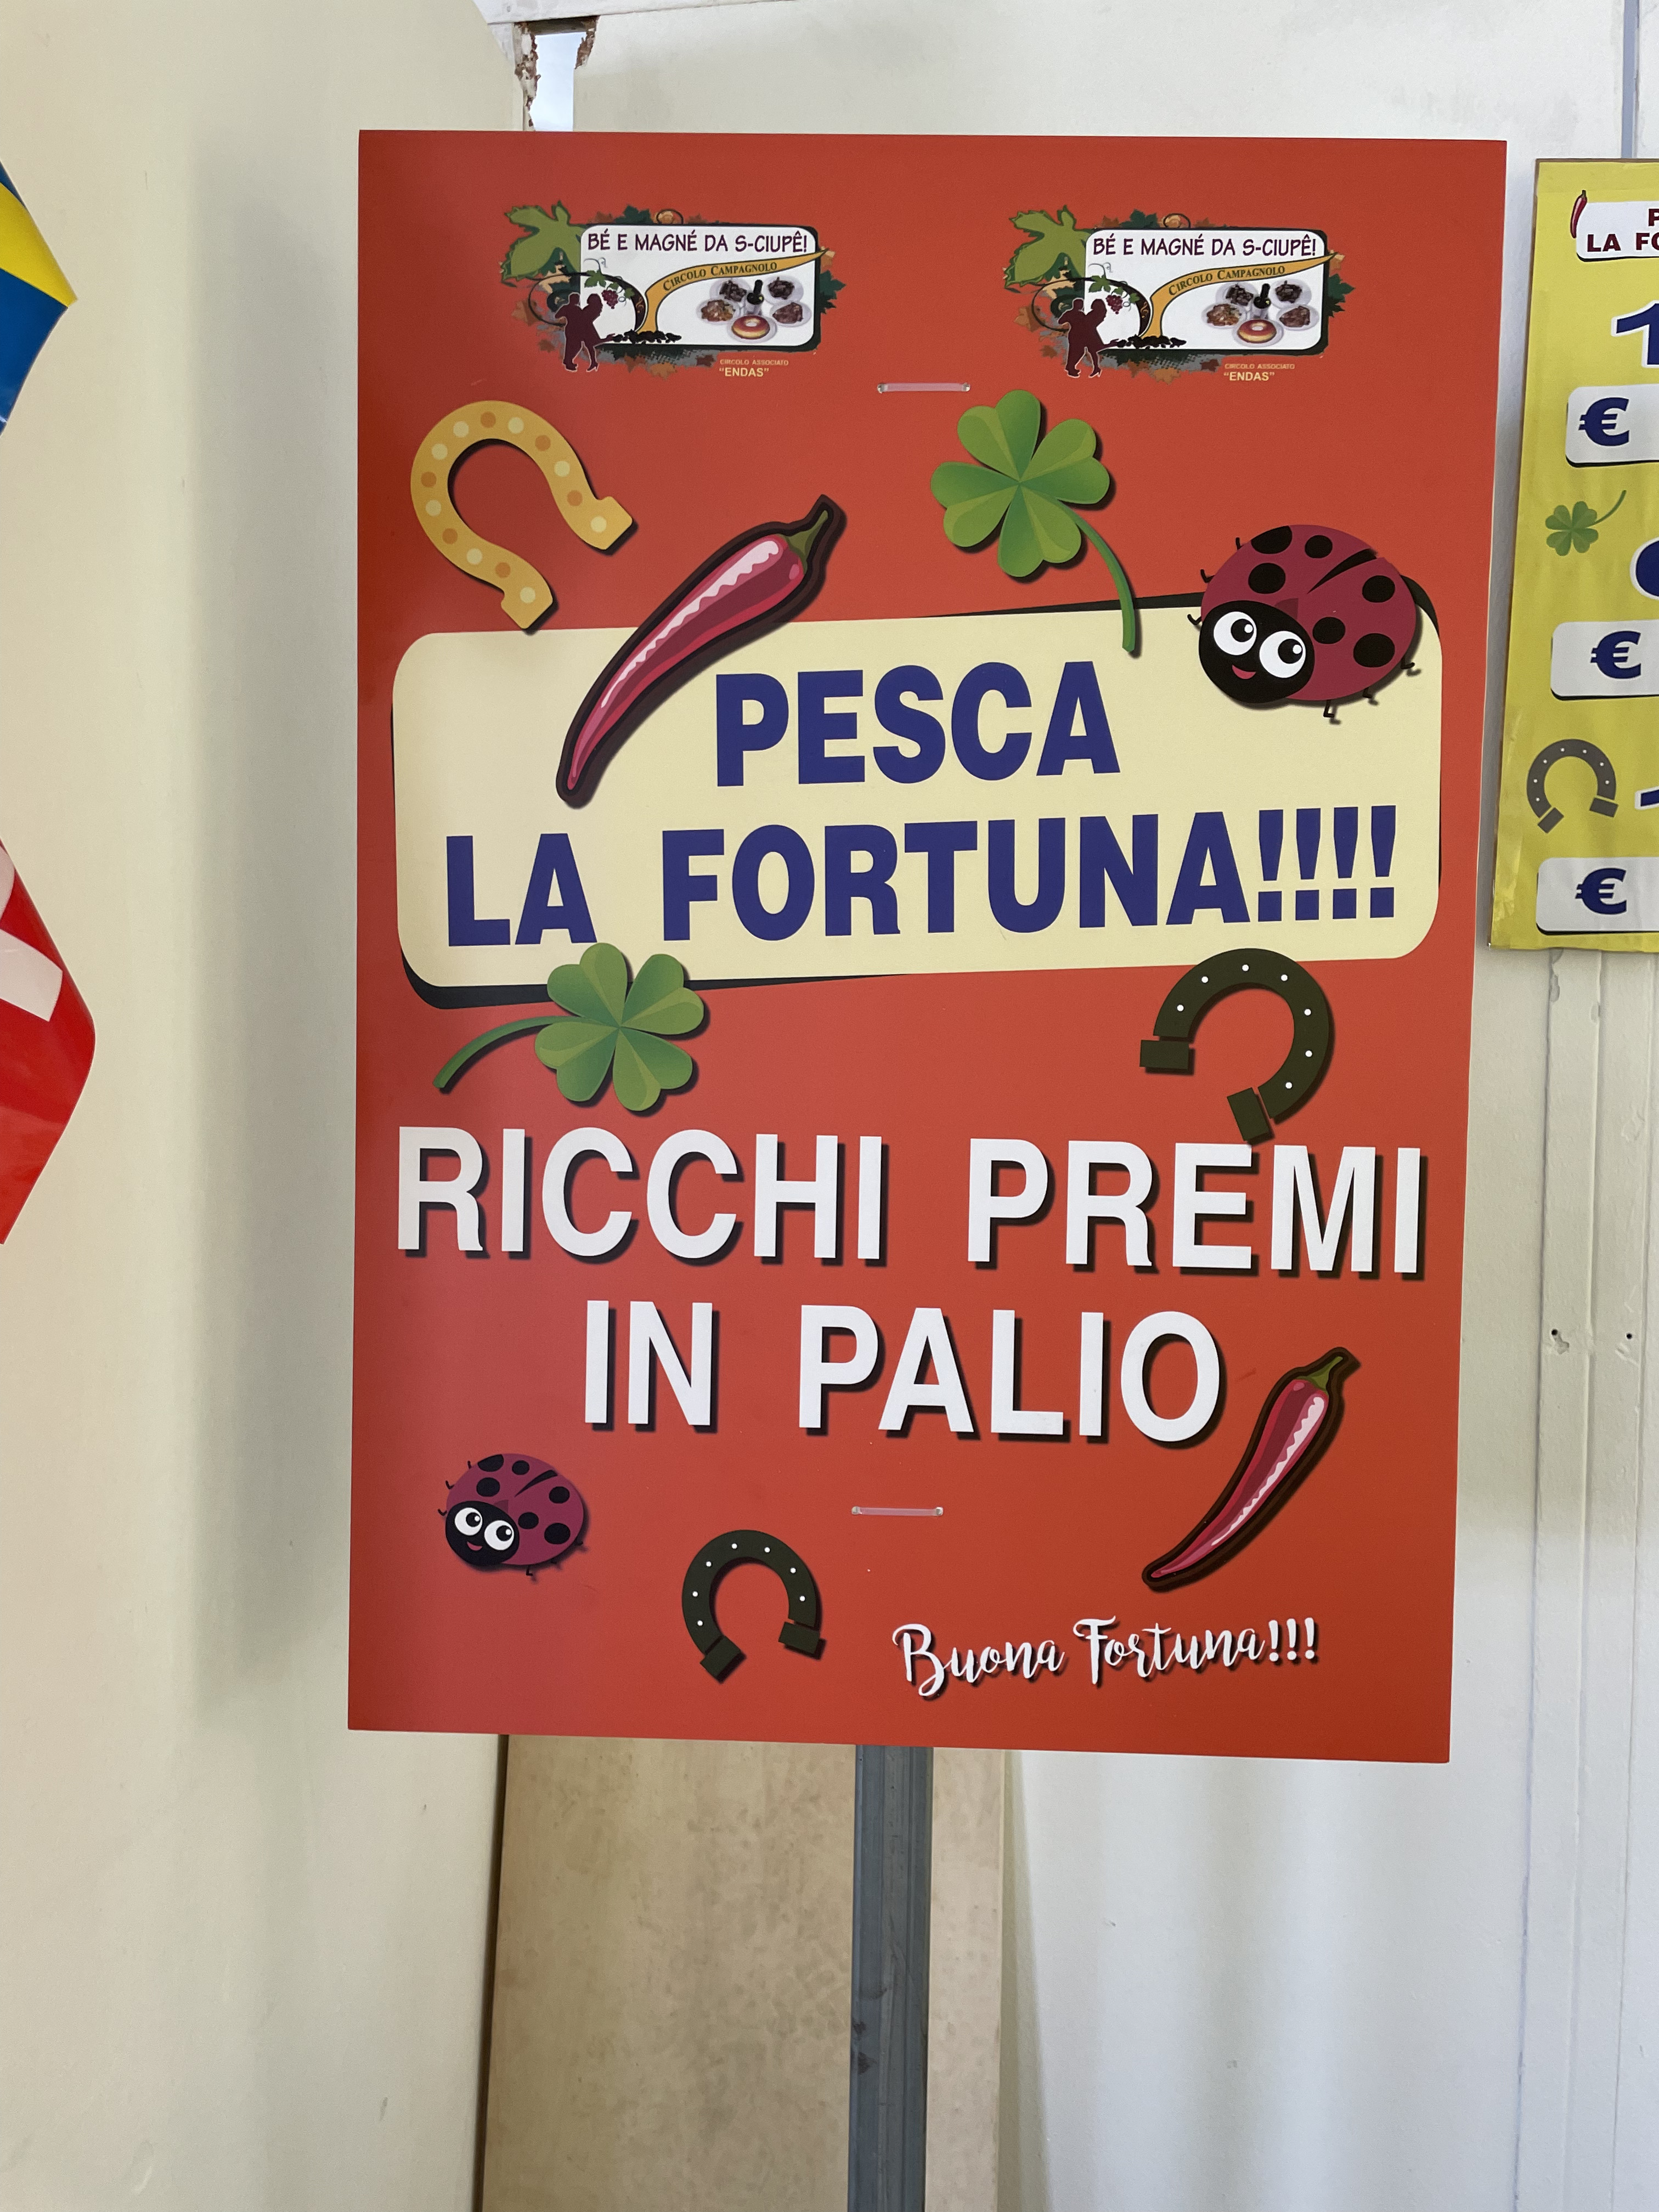 BÉ E MAGNÉ DA S-CIUPÊ!
CIRCOLO CAMPAGNOLO
CIRCOLO ASSOCIATO
"ENDAS"
BÉ E MAGNÉ DA S-CIUPÊ!
CIRCOLO CAMPAGNOLO
CIRCOLO ASSOCIATO
"ENDAS"
PESCA
LA FORTUNA!!!!
RICCHI PREMI
IN PALIO
Buona Fortuna!!!
LA
€
€
€